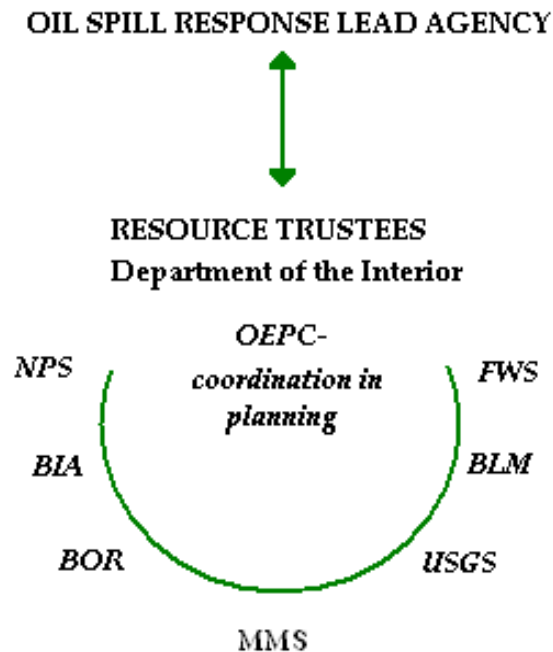 OIL SPILL RESPONSE LEAD AGENCY
RESOURCE TRUSTEES
Department of the Interior
OEPC-
coordination in
planning
NPS
FWS
BIA
BLM
BOR
USGS
MMS